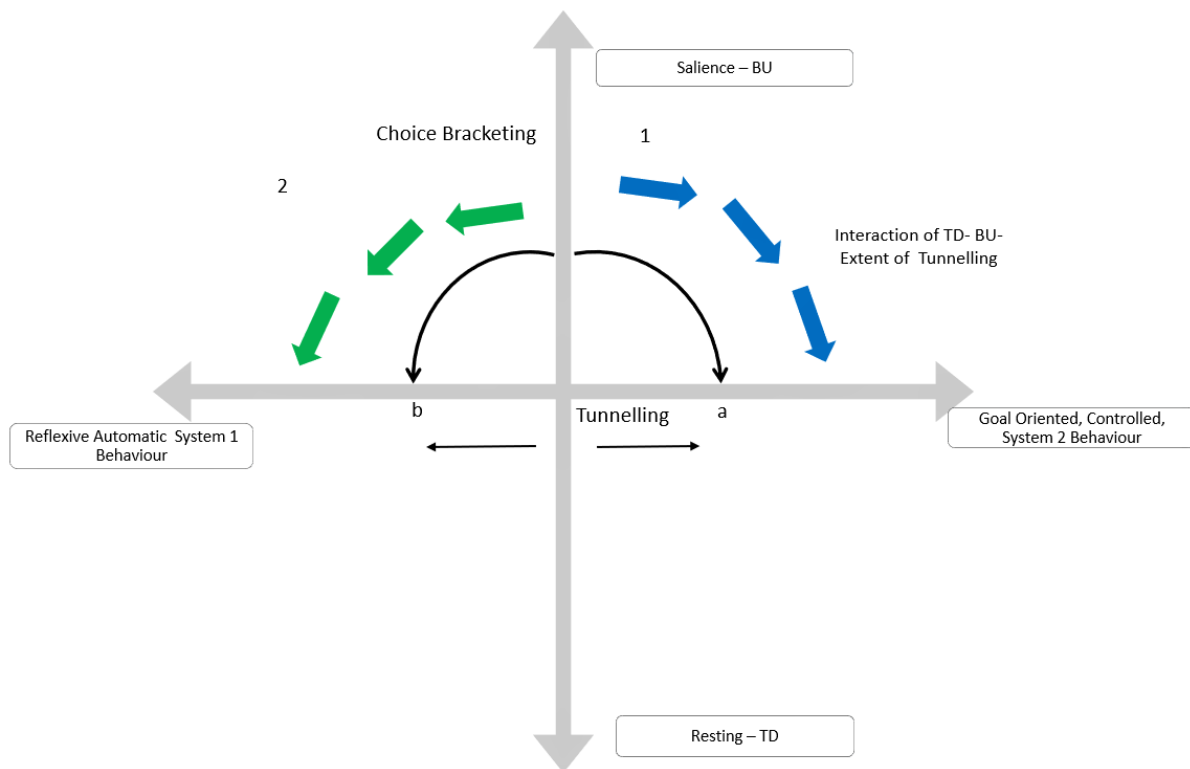 Salience – BU
Choice Bracketing
1
2
Interaction of TD- BU-
Extent of Tunnelling
b
Tunnelling
a
Reflexive Automatic System 1
Behaviour
Goal Oriented, Controlled,
System 2 Behaviour
Resting – TD